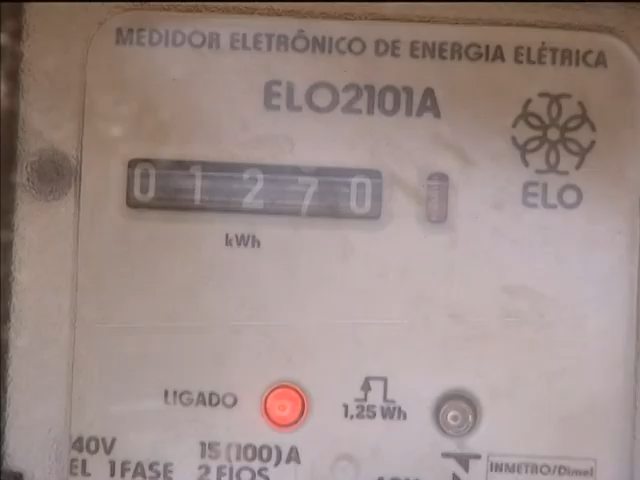 MEDIDOR ELETRÔNICO DE ENERGIA ELÉTRICA
ELO2101A
01270
ELO
kWh
LIGADO
1,25 Wh
40V 15(100)A
EL 1FASE 2FIOS
INMETRO/Dimel